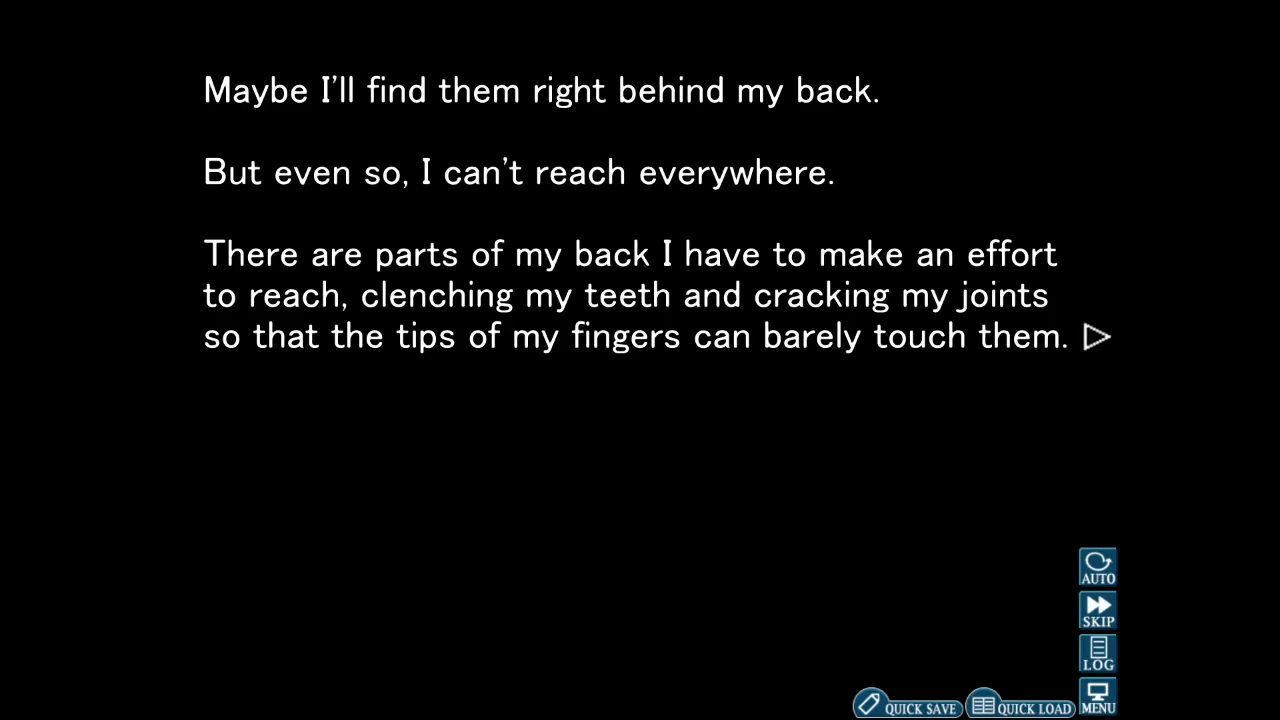 Maybe I'll find them right behind my back.
But even so, I can't reach everywhere.
There are parts of my back I have to make an effort
to reach, clenching my teeth and cracking my joints
so that the tips of my fingers can barely touch them.
AUTO
SKIP
LOG
QUICK SAVE QUICK LOAD MENU